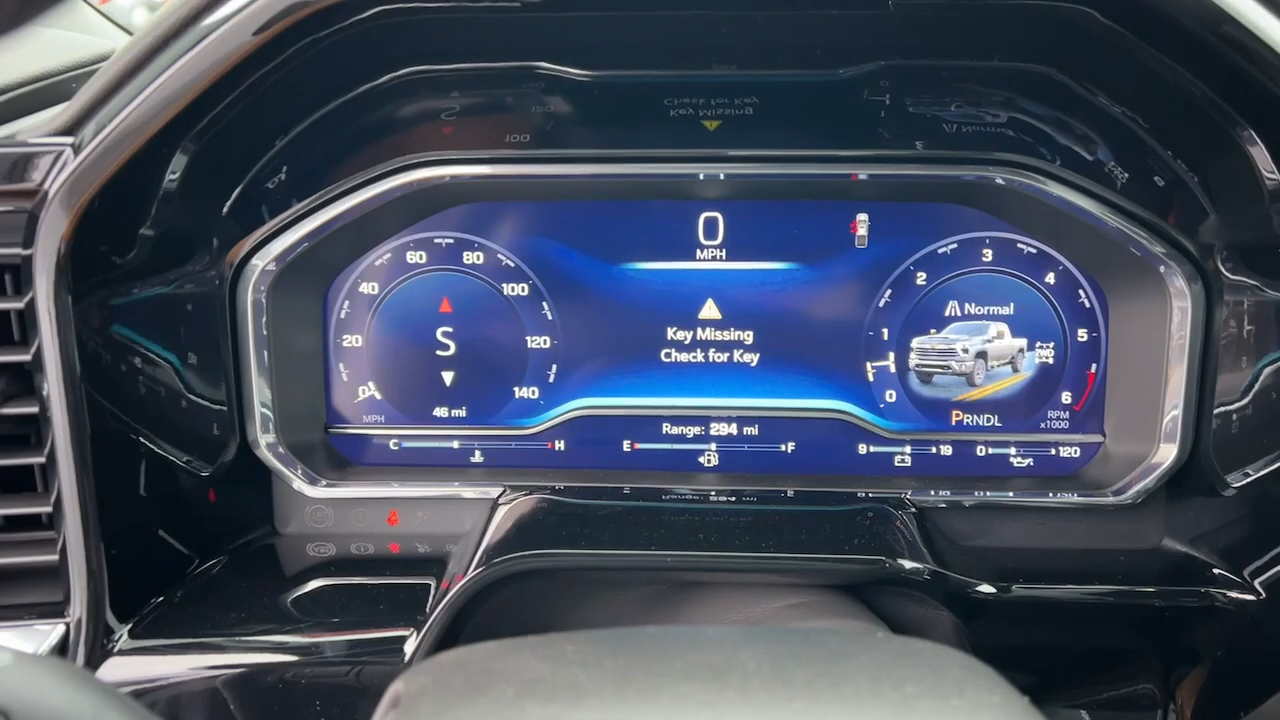 0
MPH
20
40
60
80
100
120
140
MPH
S
46 mi
Key Missing
Check for Key
0
1
2
3
4
5
6
Normal
2WD
PRNDL
RPM
x1000
Range: 294 mi
C H
E F
9 19
0 120